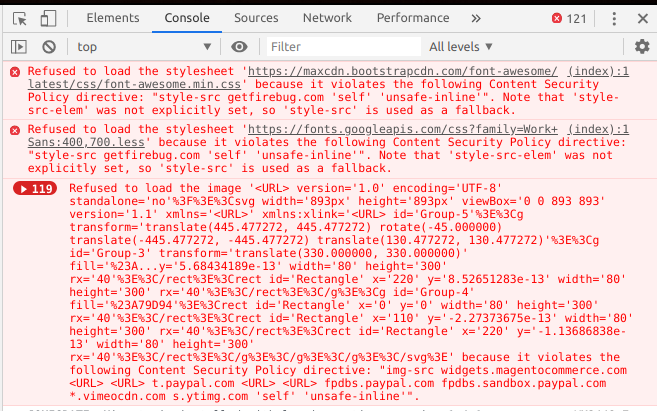 Elements Console Sources Network Performance » 121
top ▼ Filter All levels ▼
Refused to load the stylesheet 'https://maxcdn.bootstrapcdn.com/font-awesome/ (index):1
latest/css/font-awesome.min.css' because it violates the following Content Security
Policy directive: "style-src getfirebug.com 'self' 'unsafe-inline'". Note that 'style-
src-elem' was not explicitly set, so 'style-src' is used as a fallback.
Refused to load the stylesheet 'https://fonts.googleapis.com/css?family=Work+ (index):1
Sans:400,700.less' because it violates the following Content Security Policy directive:
"style-src getfirebug.com 'self' 'unsafe-inline'". Note that 'style-src-elem' was not
explicitly set, so 'style-src' is used as a fallback.
▶ 119 Refused to load the image '<URL> version='1.0' encoding='UTF-8'
standalone='no'%3F%3E%3Csvg width='893px' height='893px' viewBox='0 0 893 893'
version='1.1' xmlns='<URL>' xmlns:xlink='<URL> id='Group-5'%3E%3Cg
transform='translate(445.477272, 445.477272) rotate(-45.000000)
translate(-445.477272, -445.477272) translate(130.477272, 130.477272)'%3E%3Cg
id='Group-3' transform='translate(330.000000, 330.000000)'
fill='%23A...y='5.68434189e-13' width='80' height='300'
rx='40'%3E%3C/rect%3E%3Crect id='Rectangle' x='220' y='8.52651283e-13' width='80'
height='300' rx='40'%3E%3C/rect%3E%3C/g%3E%3Cg id='Group-4'
fill='%23A79D94'%3E%3Crect id='Rectangle' x='0' y='0' width='80' height='300'
rx='40'%3E%3C/rect%3E%3Crect id='Rectangle' x='110' y='-2.27373675e-13' width='80'
height='300' rx='40'%3E%3C/rect%3E%3Crect id='Rectangle' x='220' y='-1.13686838e-
13' width='80' height='300'
rx='40'%3E%3C/rect%3E%3C/g%3E%3C/g%3E%3C/g%3E%3C/svg%3E' because it violates the
following Content Security Policy directive: "img-src widgets.magentocommerce.com
<URL> <URL> t.paypal.com <URL> <URL> fpdbs.paypal.com fpdbs.sandbox.paypal.com
*.vimeocdn.com s.ytimg.com 'self' 'unsafe-inline'".